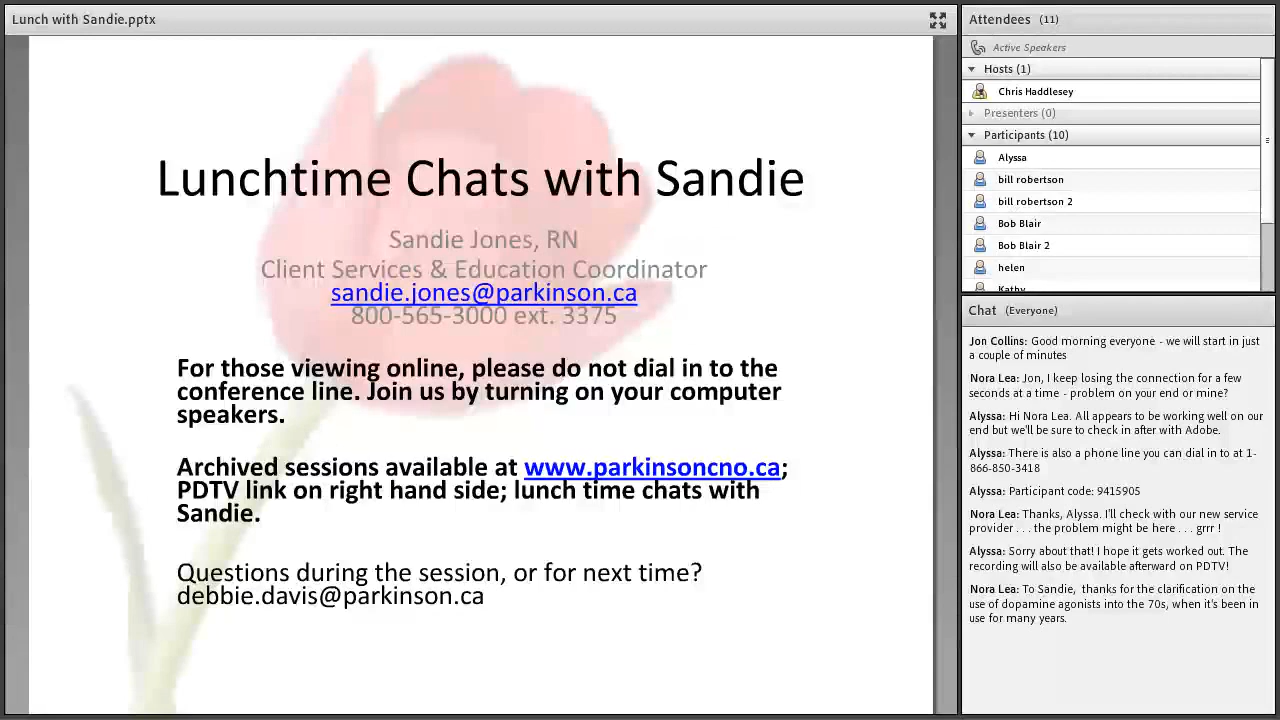 Lunch with Sandie.pptx
Lunchtime Chats with Sandie
Sandie Jones, RN
Client Services & Education Coordinator
sandie.jones@parkinson.ca
800-565-3000 ext. 3375
For those viewing online, please do not dial in to the
conference line. Join us by turning on your computer
speakers.
Archived sessions available at www.parkinsoncno.ca;
PDTV link on right hand side; lunch time chats with
Sandie.
Questions during the session, or for next time?
debbie.davis@parkinson.ca
Attendees (11)
Active Speakers
Hosts (1)
Chris Haddlesey
Presenters (0)
Participants (10)
Alyssa
bill robertson
bill robertson 2
Bob Blair
Bob Blair 2
helen
Kathy
Chat (Everyone)
Jon Collins: Good morning everyone - we will start in just
a couple of minutes
Nora Lea: Jon, I keep losing the connection for a few
seconds at a time - problem on your end or mine?
Alyssa: Hi Nora Lea. All appears to be working well on our
end but we'll be sure to check in after with Adobe.
Alyssa: There is also a phone line you can dial in to at 1-
866-850-3418
Alyssa: Participant code: 9415905
Nora Lea: Thanks, Alyssa. I'll check with our new service
provider . . . the problem might be here . . . grrr !
Alyssa: Sorry about that! I hope it gets worked out. The
recording will also be available afterward on PDTV!
Nora Lea: To Sandie, thanks for the clarification on the
use of dopamine agonists into the 70s, when it's been in
use for many years.